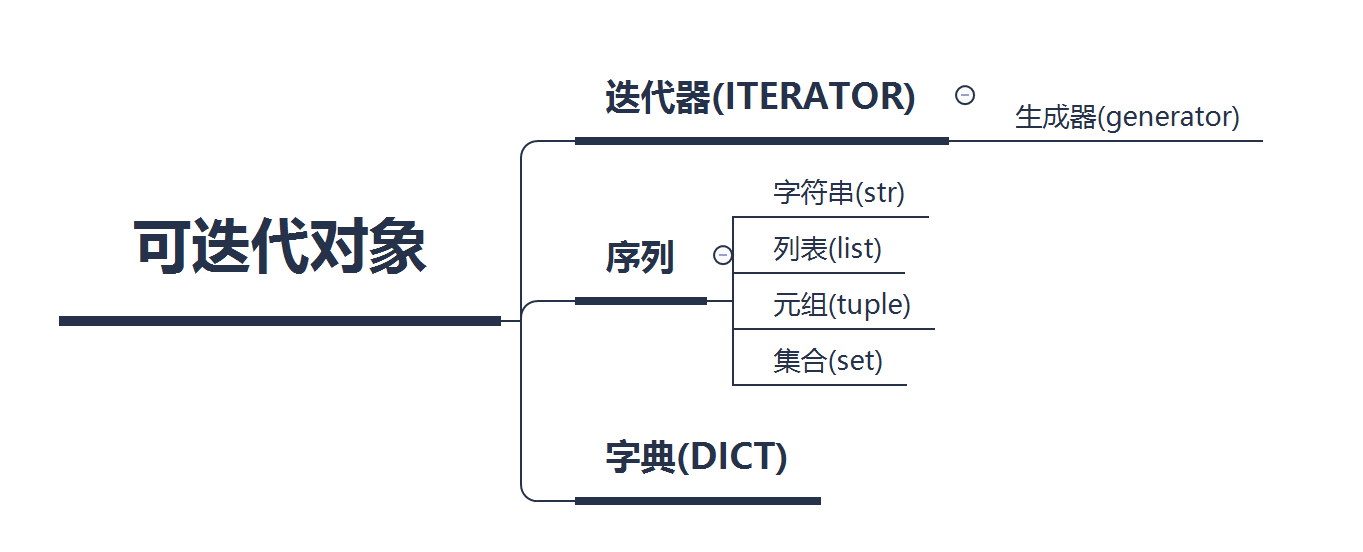 可迭代对象
迭代器(ITERATOR)
生成器(generator)
序列
字符串(str)
列表(list)
元组(tuple)
集合(set)
字典(DICT)